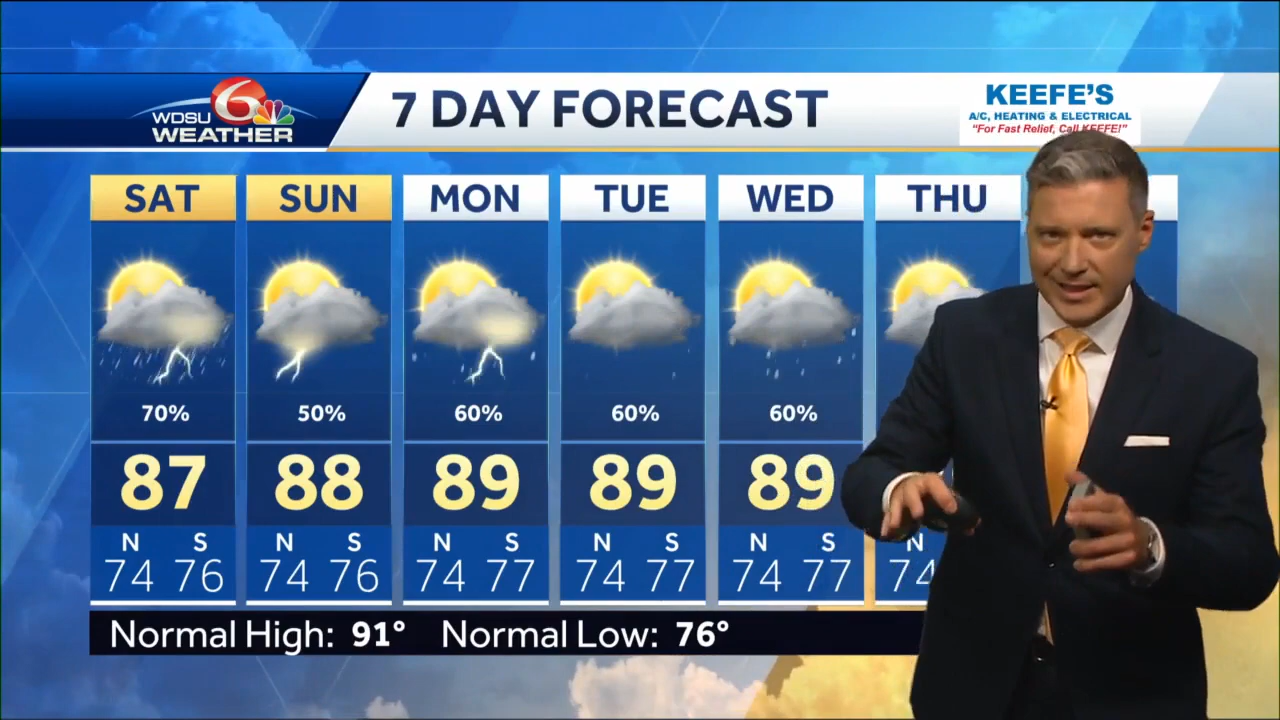 WDSU 6
WEATHER
7 DAY FORECAST
KEEFE'S
A/C, HEATING & ELECTRICAL
"For Fast Relief, Call KEEFE!"
SAT SUN MON TUE WED THU
70% 50% 60% 60% 60%
87 88 89 89 89
N S N S N S N S N S N
74 76 74 76 74 77 74 77 74 77 74
Normal High: 91° Normal Low: 76°